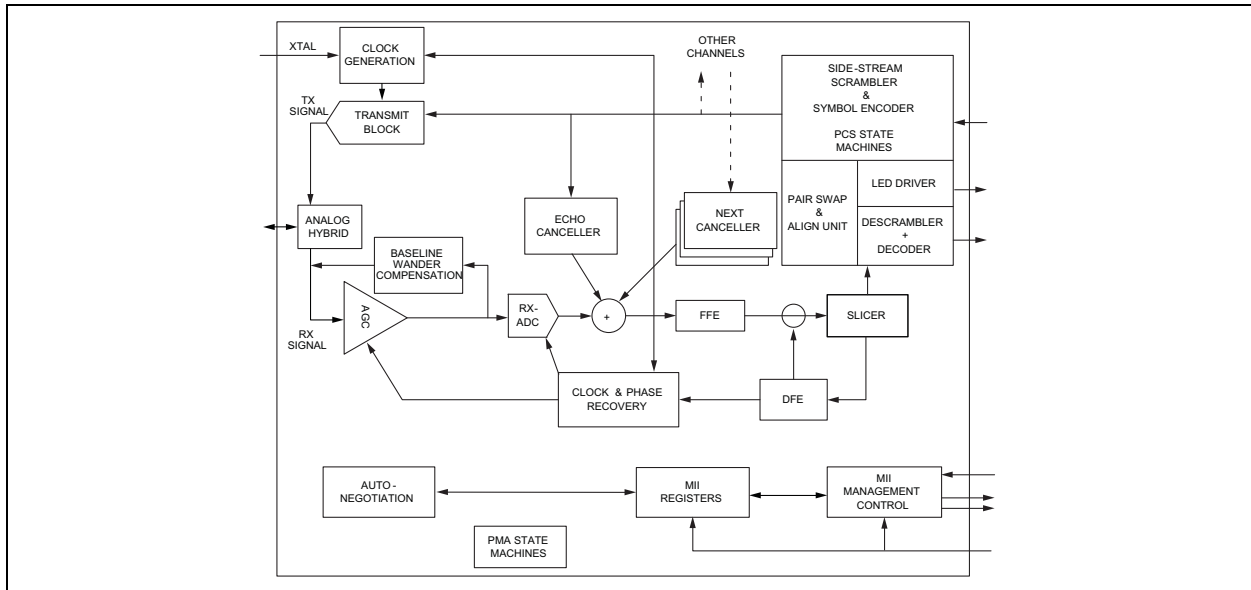 XTAL
CLOCK
GENERATION
OTHER
CHANNELS
SIDE-STREAM
SCRAMBLER
&
SYMBOL ENCODER
PCS STATE
MACHINES
TX
SIGNAL
TRANSMIT
BLOCK
LED DRIVER
PAIR SWAP
&
ALIGN UNIT
DESCRAMBLER
+
DECODER
NEXT
CANCELLER
ECHO
CANCELLER
ANALOG
HYBRID
BASELINE
WANDER
COMPENSATION
AGC
RX-
ADC
+
FFE
SLICER
RX
SIGNAL
CLOCK & PHASE
RECOVERY
DFE
AUTO -
NEGOTIATION
MII
REGISTERS
MII
MANAGEMENT
CONTROL
PMA STATE
MACHINES